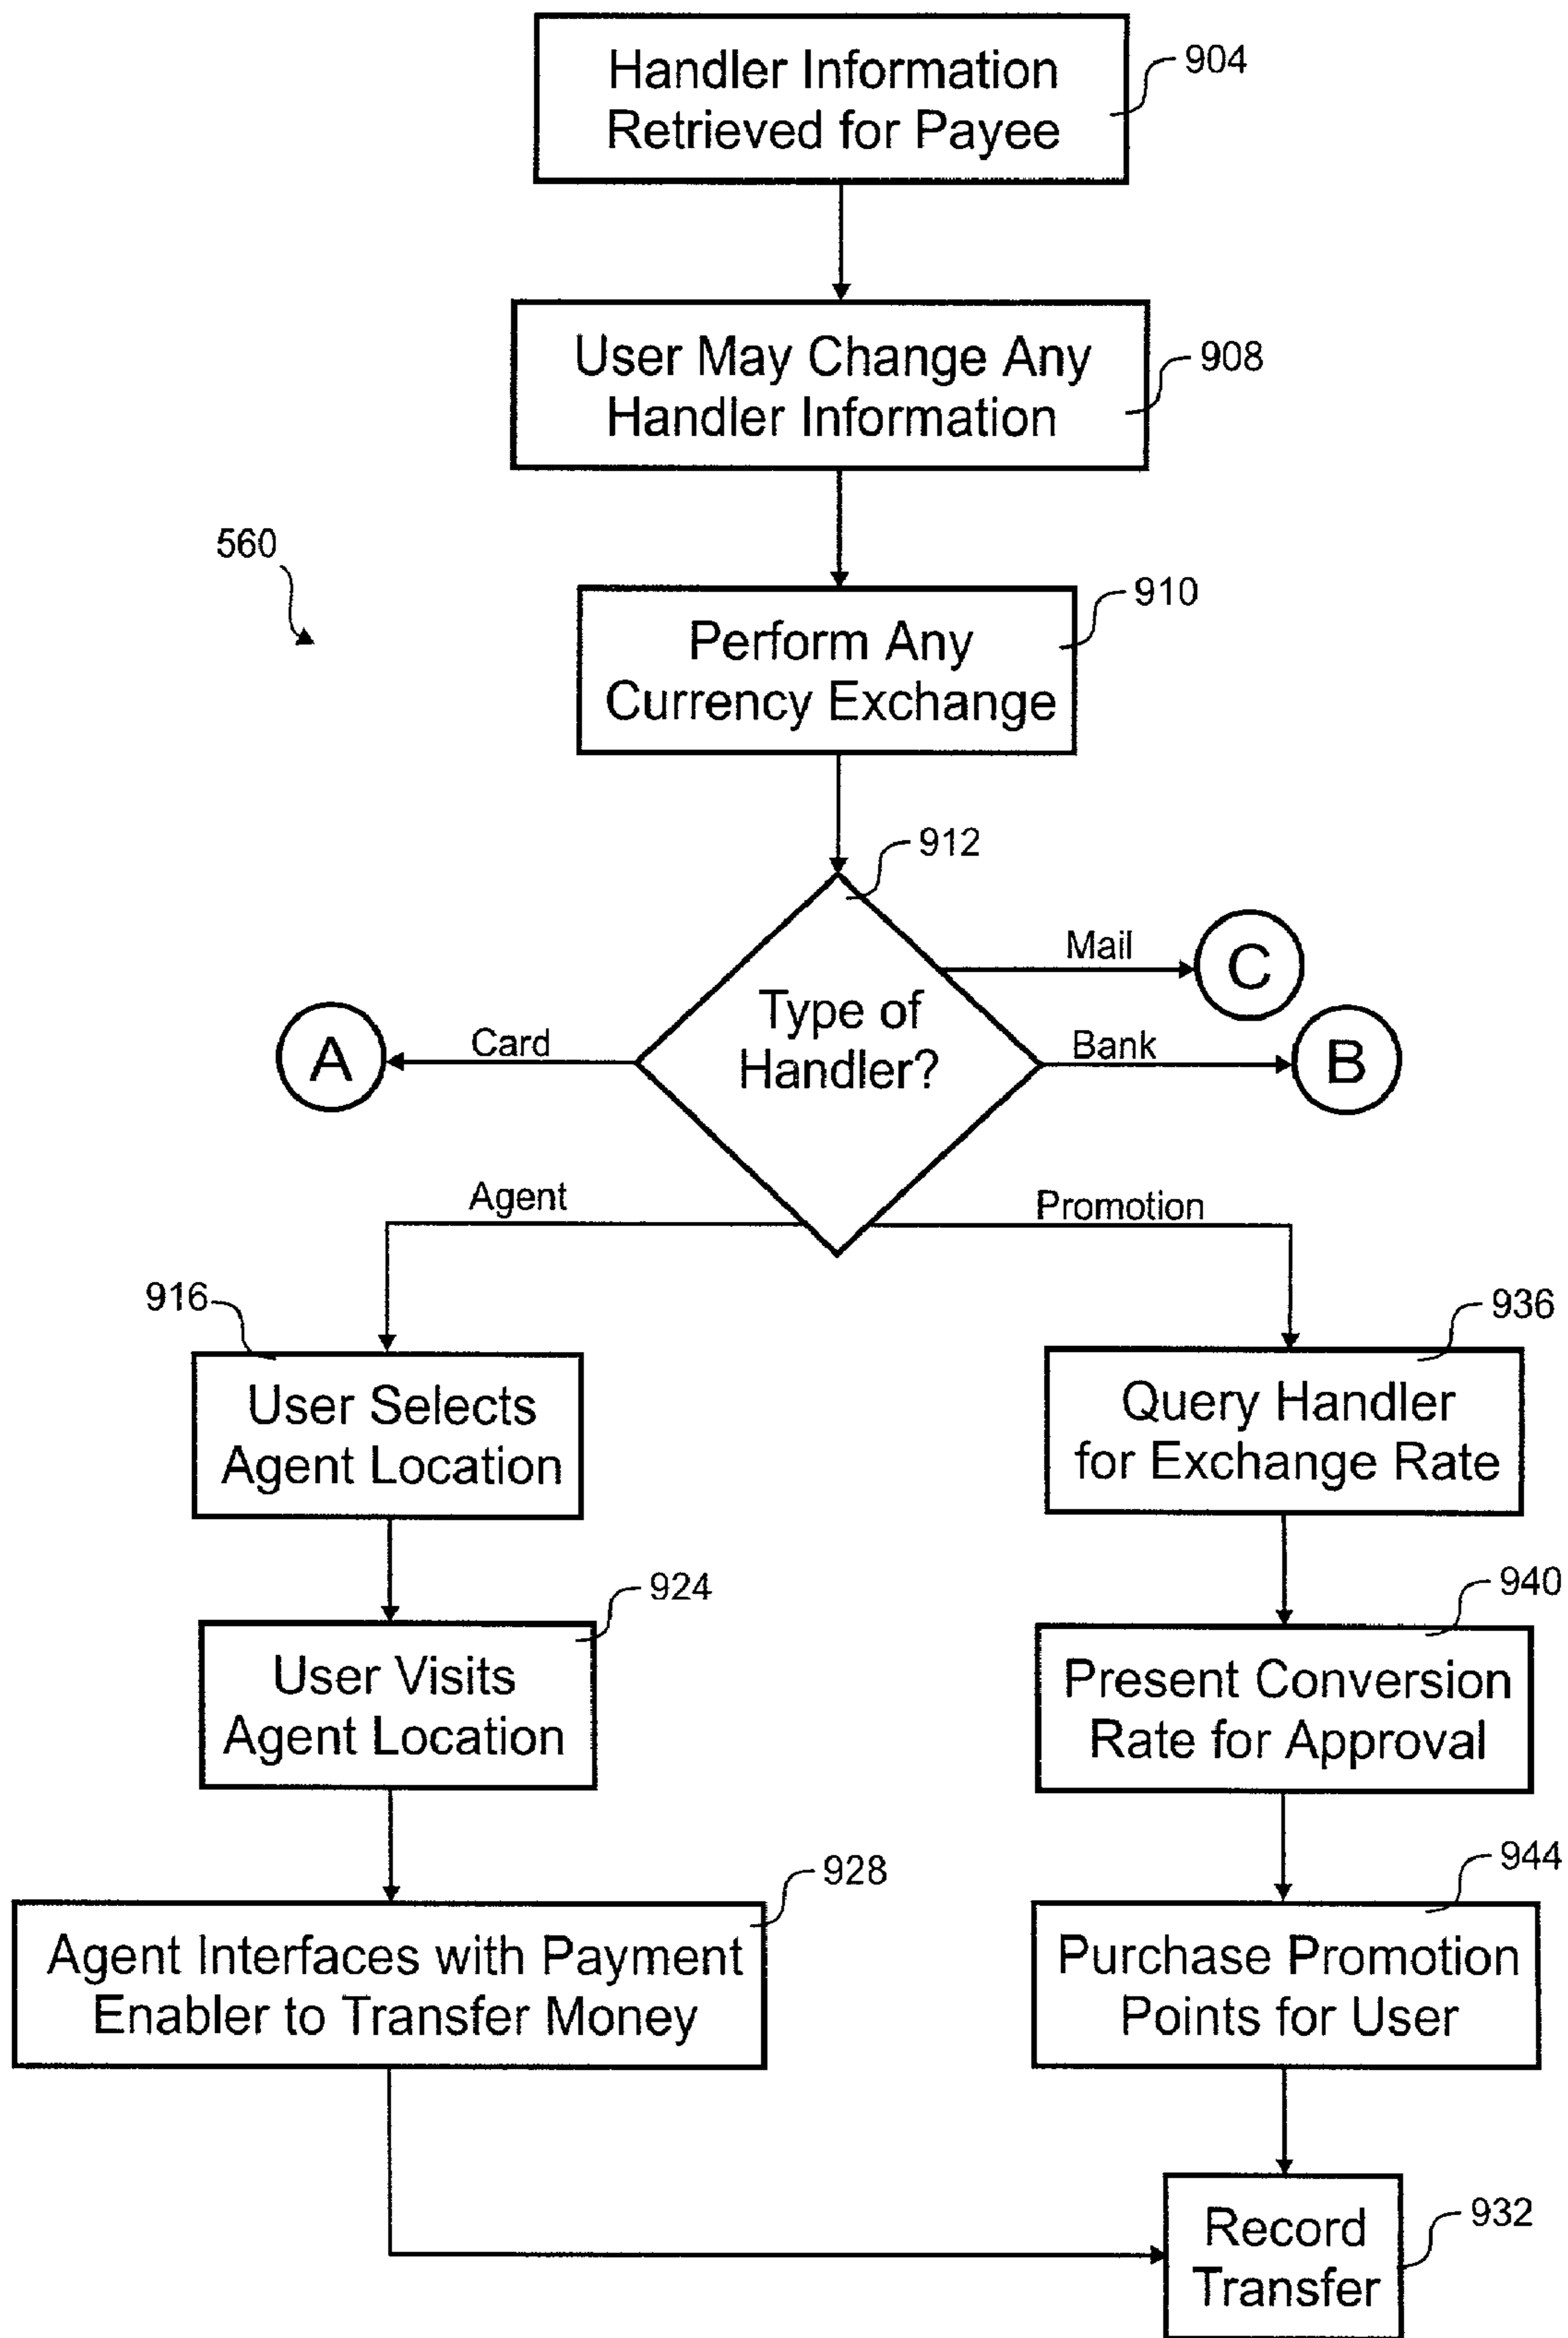 Handler Information
Retrieved for Payee
904
User May Change Any
Handler Information
908
560
Perform Any
Currency Exchange
910
912
Type of
Handler?
Mail
C
Card
A
Bank
B
Agent
Promotion
916
User Selects
Agent Location
936
Query Handler
for Exchange Rate
924
User Visits
Agent Location
940
Present Conversion
Rate for Approval
928
Agent Interfaces with Payment
Enabler to Transfer Money
944
Purchase Promotion
Points for User
Record
Transfer
932